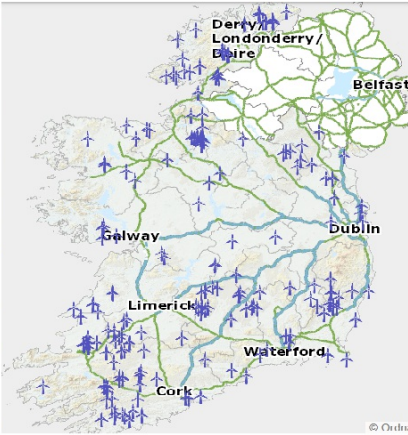 Derry/
Londonderry/
Doire
Belfast
Galway
Dublin
Limerick
Waterford
Cork